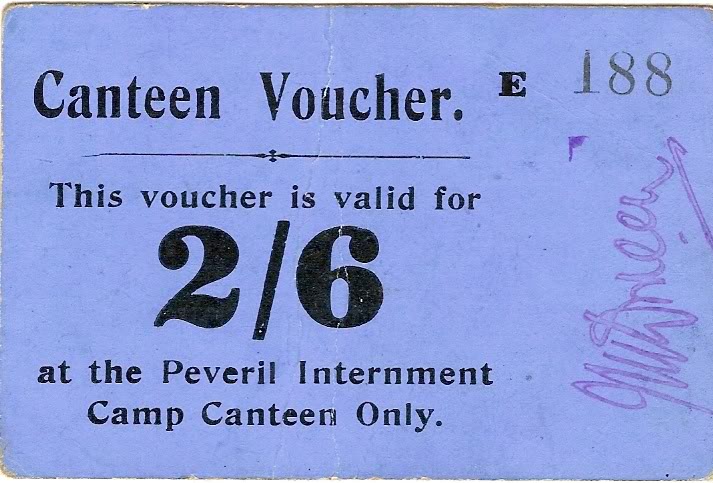 Canteen Voucher. E 188
This voucher is valid for
2/6
at the Peveril Internment
Camp Canteen Only.